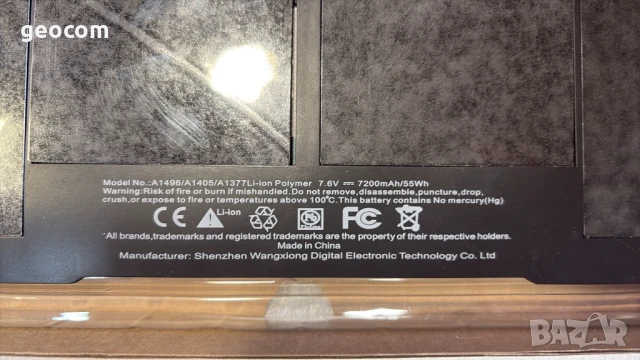 geocom
Model No.:A1496/A1405/A1377Li-Ion Polymer 7.6V 7200mAh/55Wh
Warning:Risk of fire or burn if mishandled.Do not remove,disassemble,puncture,drop,
crush,or expose to fire or temperatures above 100℃.This battery contains No mercury(Hg)
CE Li-Ion FC
*All brands,trademarks and registered trademarks are the property of their respective holders.
Made in China
Manufacturer: Shenzhen Wangxiong Digital Electronic Technology Co. Ltd
BAZAR
bg